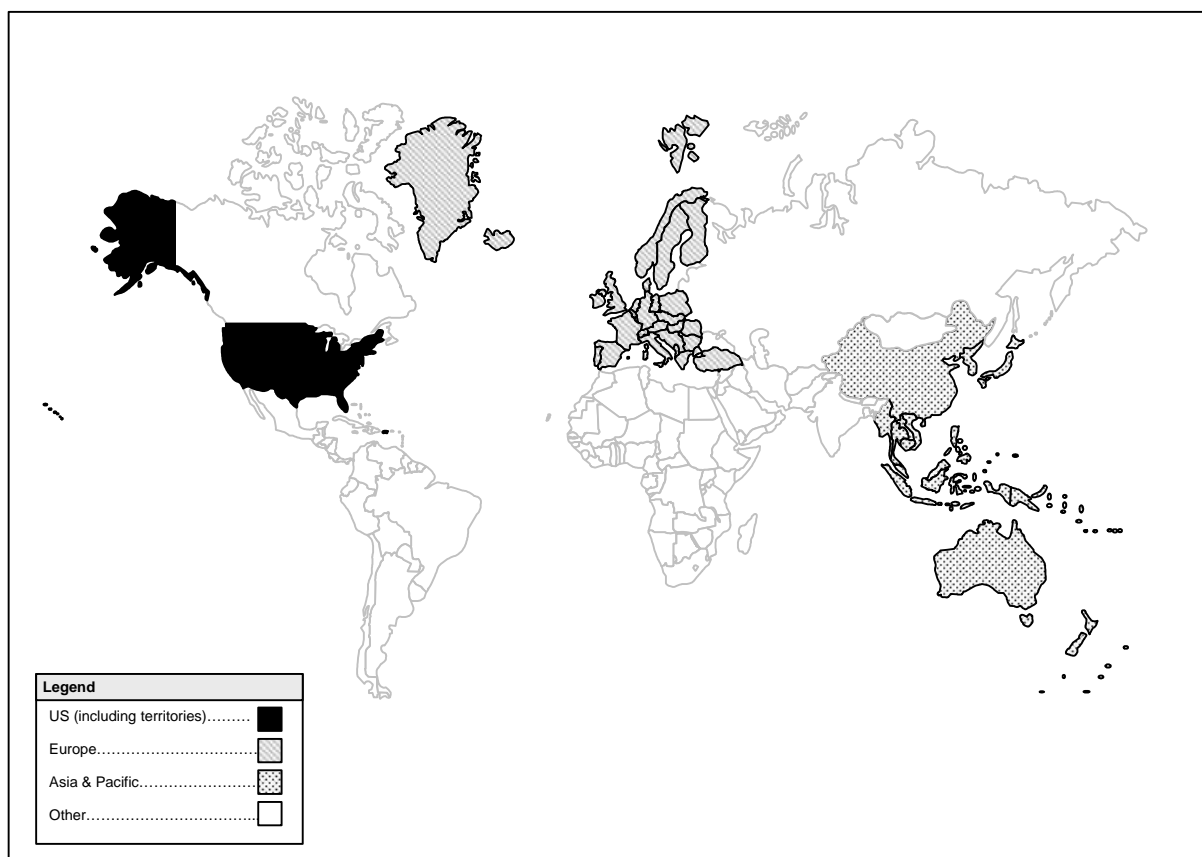 Legend
US (including territories).........
Europe.................................
Asia & Pacific........................
Other...................................